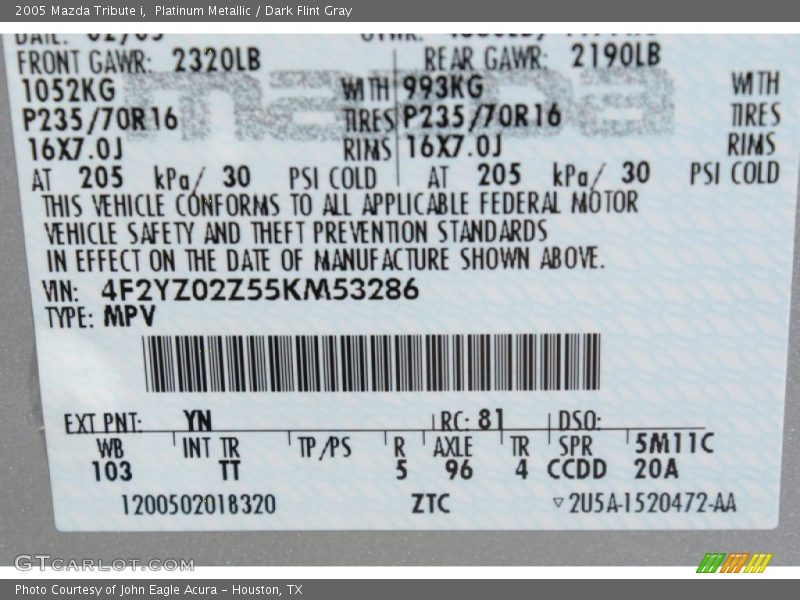 2005 Mazda Tribute i,  Platinum Metallic / Dark Flint Gray
FRONT GAWR: 2320LB REAR GAWR: 2190LB
1052KG WITH 993KG WITH
P235/70R16 TIRES P235/70R16 TIRES
16X7.0J RIMS 16X7.0J RIMS
AT 205 kPa/ 30 PSI COLD AT 205 kPa/ 30 PSI COLD
THIS VEHICLE CONFORMS TO ALL APPLICABLE FEDERAL MOTOR
VEHICLE SAFETY AND THEFT PREVENTION STANDARDS
IN EFFECT ON THE DATE OF MANUFACTURE SHOWN ABOVE.
VIN: 4F2YZ02Z55KM53286
TYPE: MPV
EXT PNT: YN RC: 81 DSO:
WB INT TR TP/PS R AXLE TR SPR 5M11C
103 TT 5 96 4 CCDD 20A
1200502018320 ZTC ▽2U5A-1520472-AA
GTCarLot.com
Photo Courtesy of John Eagle Acura - Houston, TX